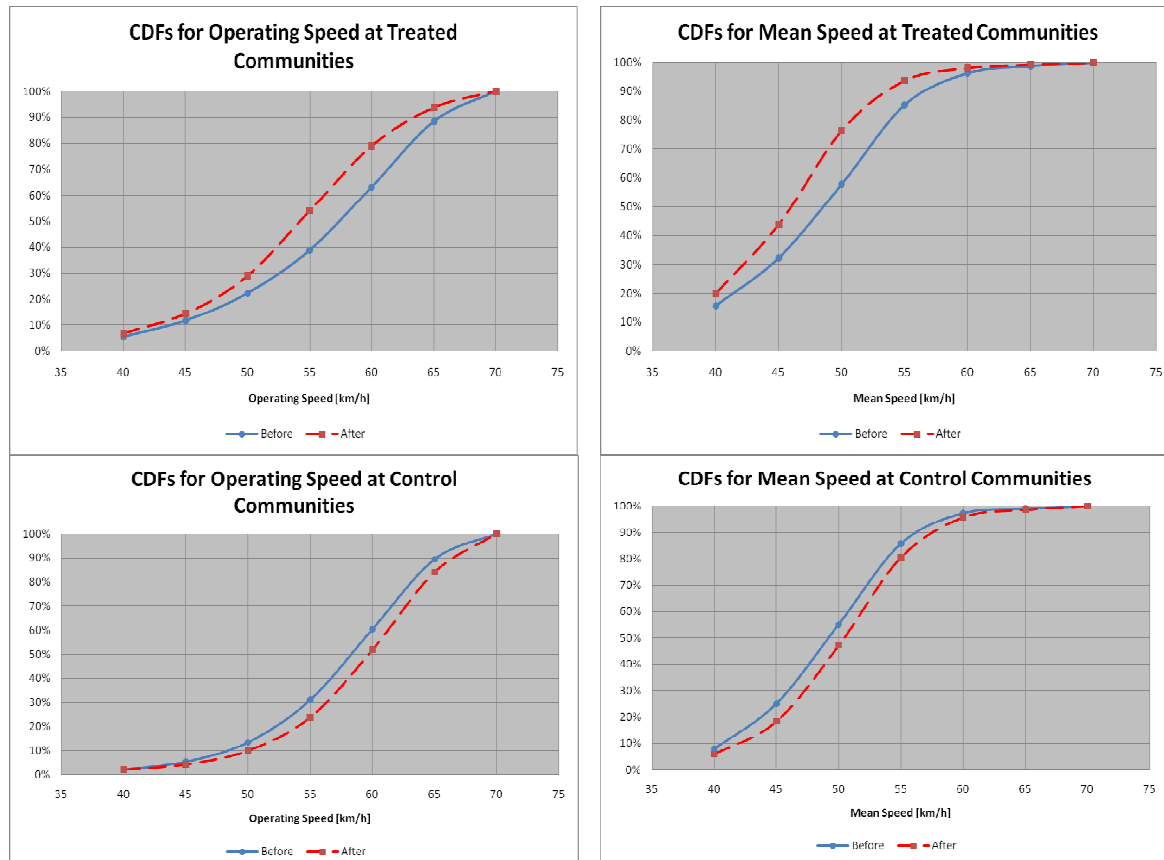 CDFs for Operating Speed at Treated
Communities
100%
90%
80%
70%
60%
50%
40%
30%
20%
10%
0%
35 40 45 50 55 60 65 70 75
Operating Speed [km/h]
Before After
CDFs for Mean Speed at Treated Communities
100%
90%
80%
70%
60%
50%
40%
30%
20%
10%
0%
35 40 45 50 55 60 65 70 75
Mean Speed [km/h]
Before After
CDFs for Operating Speed at Control
Communities
100%
90%
80%
70%
60%
50%
40%
30%
20%
10%
0%
35 40 45 50 55 60 65 70 75
Operating Speed [km/h]
Before After
CDFs for Mean Speed at Control Communities
100%
90%
80%
70%
60%
50%
40%
30%
20%
10%
0%
35 40 45 50 55 60 65 70 75
Mean Speed [km/h]
Before After